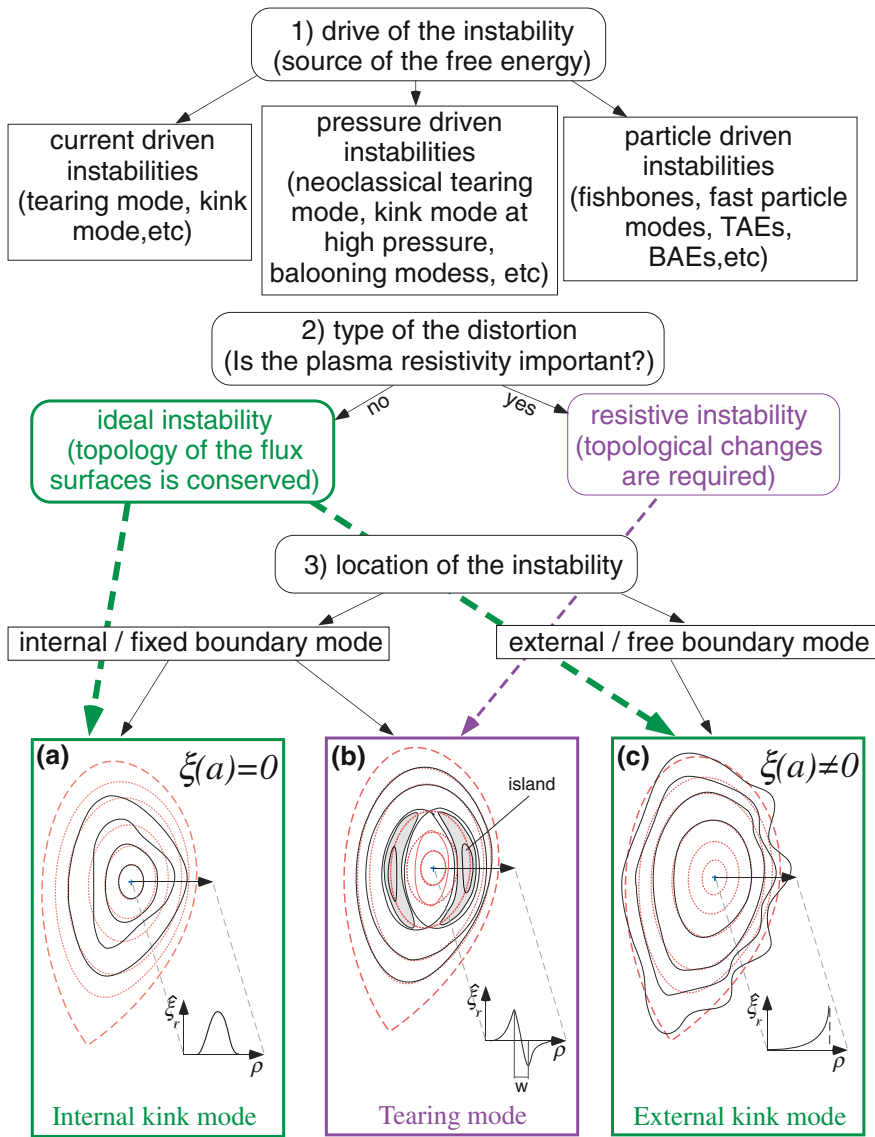 1) drive of the instability
(source of the free energy)
current driven
instabilities
(tearing mode, kink
mode,etc)
pressure driven
instabilities
(neoclassical tearing
mode, kink mode at
high pressure,
balooning modess, etc)
particle driven
instabilities
(fishbones, fast particle
modes, TAEs,
BAEs,etc)
2) type of the distortion
(Is the plasma resistivity important?)
no
yes
ideal instability
(topology of the flux
surfaces is conserved)
resistive instability
(topological changes
are required)
3) location of the instability
internal / fixed boundary mode
external / free boundary mode
(a)
ξ(a)=0
ξ̂r
ρ
Internal kink mode
(b)
island
ξ̂r
ρ
w
Tearing mode
(c)
ξ(a)≠0
ξ̂r
ρ
External kink mode